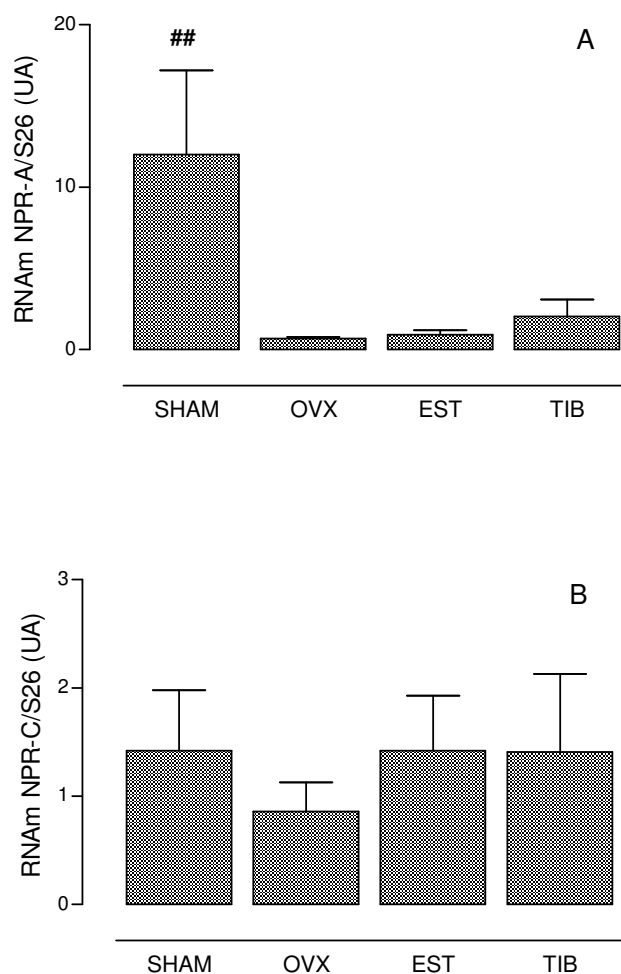 20
##
A
10
0
RNAm NPR-A/S26 (UA)
SHAM OVX EST TIB
3
B
2
1
0
RNAm NPR-C/S26 (UA)
SHAM OVX EST TIB